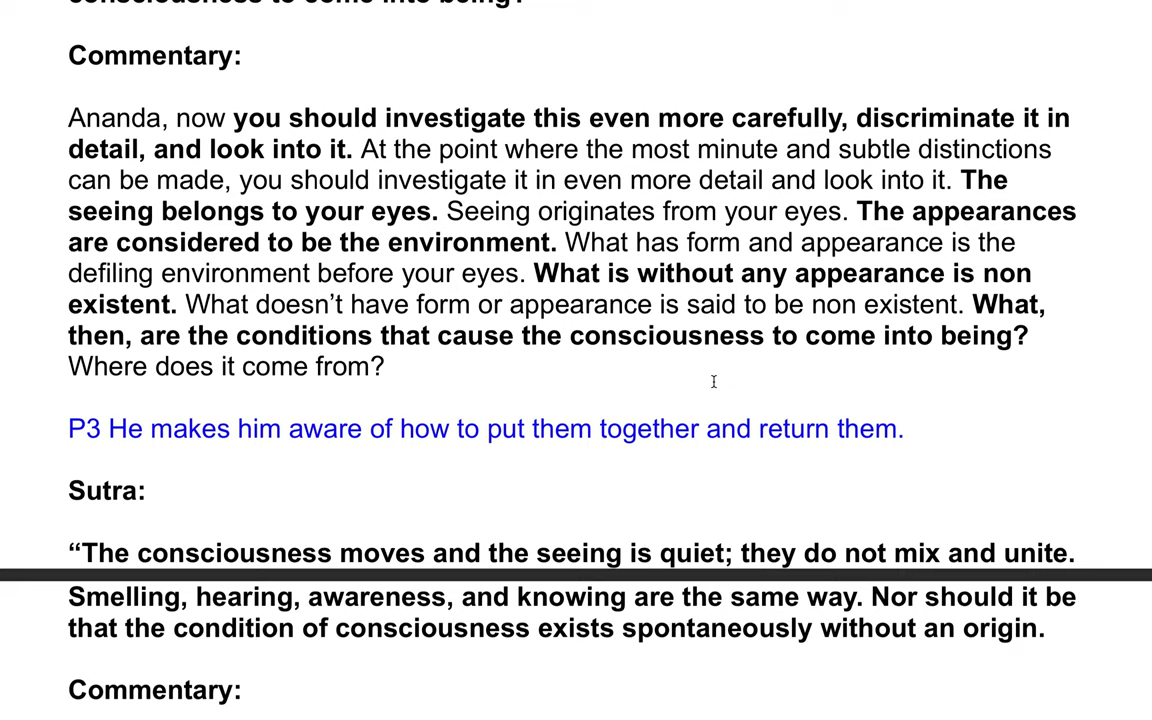 consciousness to come into being?
Commentary:
Ananda, now you should investigate this even more carefully, discriminate it in
detail, and look into it. At the point where the most minute and subtle distinctions
can be made, you should investigate it in even more detail and look into it. The
seeing belongs to your eyes. Seeing originates from your eyes. The appearances
are considered to be the environment. What has form and appearance is the
defiling environment before your eyes. What is without any appearance is non
existent. What doesn’t have form or appearance is said to be non existent. What,
then, are the conditions that cause the consciousness to come into being?
Where does it come from?
P3 He makes him aware of how to put them together and return them.
Sutra:
“The consciousness moves and the seeing is quiet; they do not mix and unite.
Smelling, hearing, awareness, and knowing are the same way. Nor should it be
that the condition of consciousness exists spontaneously without an origin.
Commentary: